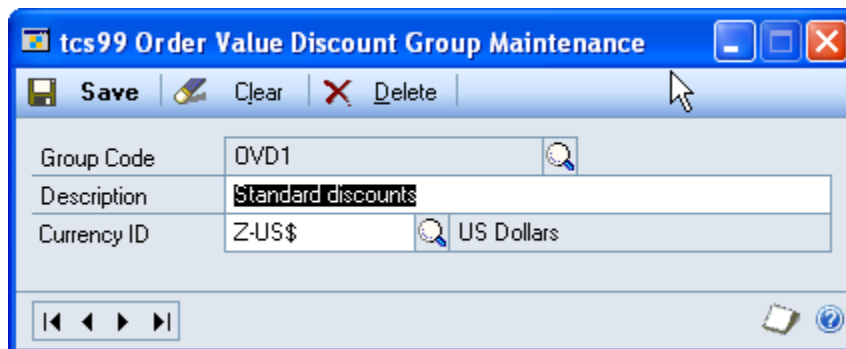 tcs99 Order Value Discount Group Maintenance
Save Clear Delete
Group Code OVD1
Description Standard discounts
Currency ID Z-US$ US Dollars